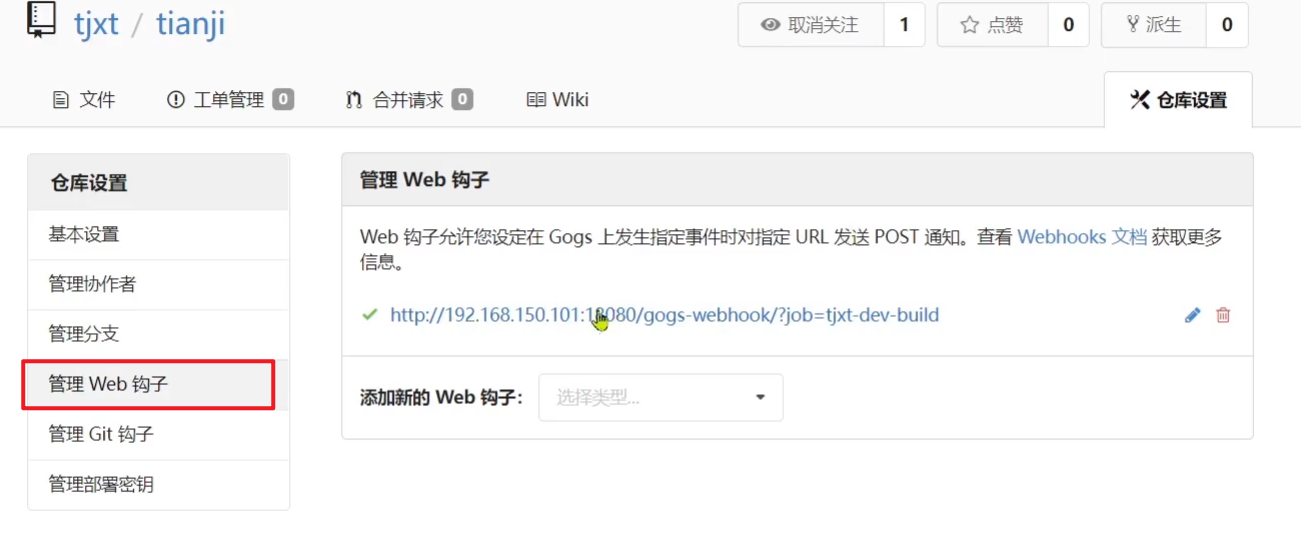 tjxt / tianji
取消关注 1 点赞 0 派生 0
文件 工单管理 0 合并请求 0 Wiki 仓库设置
仓库设置
基本设置
管理协作者
管理分支
管理 Web 钩子
管理 Git 钩子
管理部署密钥
管理 Web 钩子
Web 钩子允许您设定在 Gogs 上发生指定事件时对指定 URL 发送 POST 通知。查看 Webhooks 文档 获取更多
信息。
http://192.168.150.101:18080/gogs-webhook/?job=tjxt-dev-build
添加新的 Web 钩子： 选择类型...